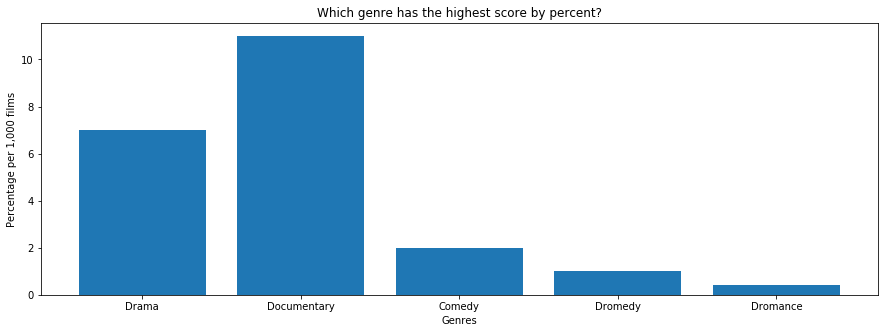 Which genre has the highest score by percent?
Percentage per 1,000 films
10
8
6
4
2
0
Drama Documentary Comedy Dromedy Dromance
Genres